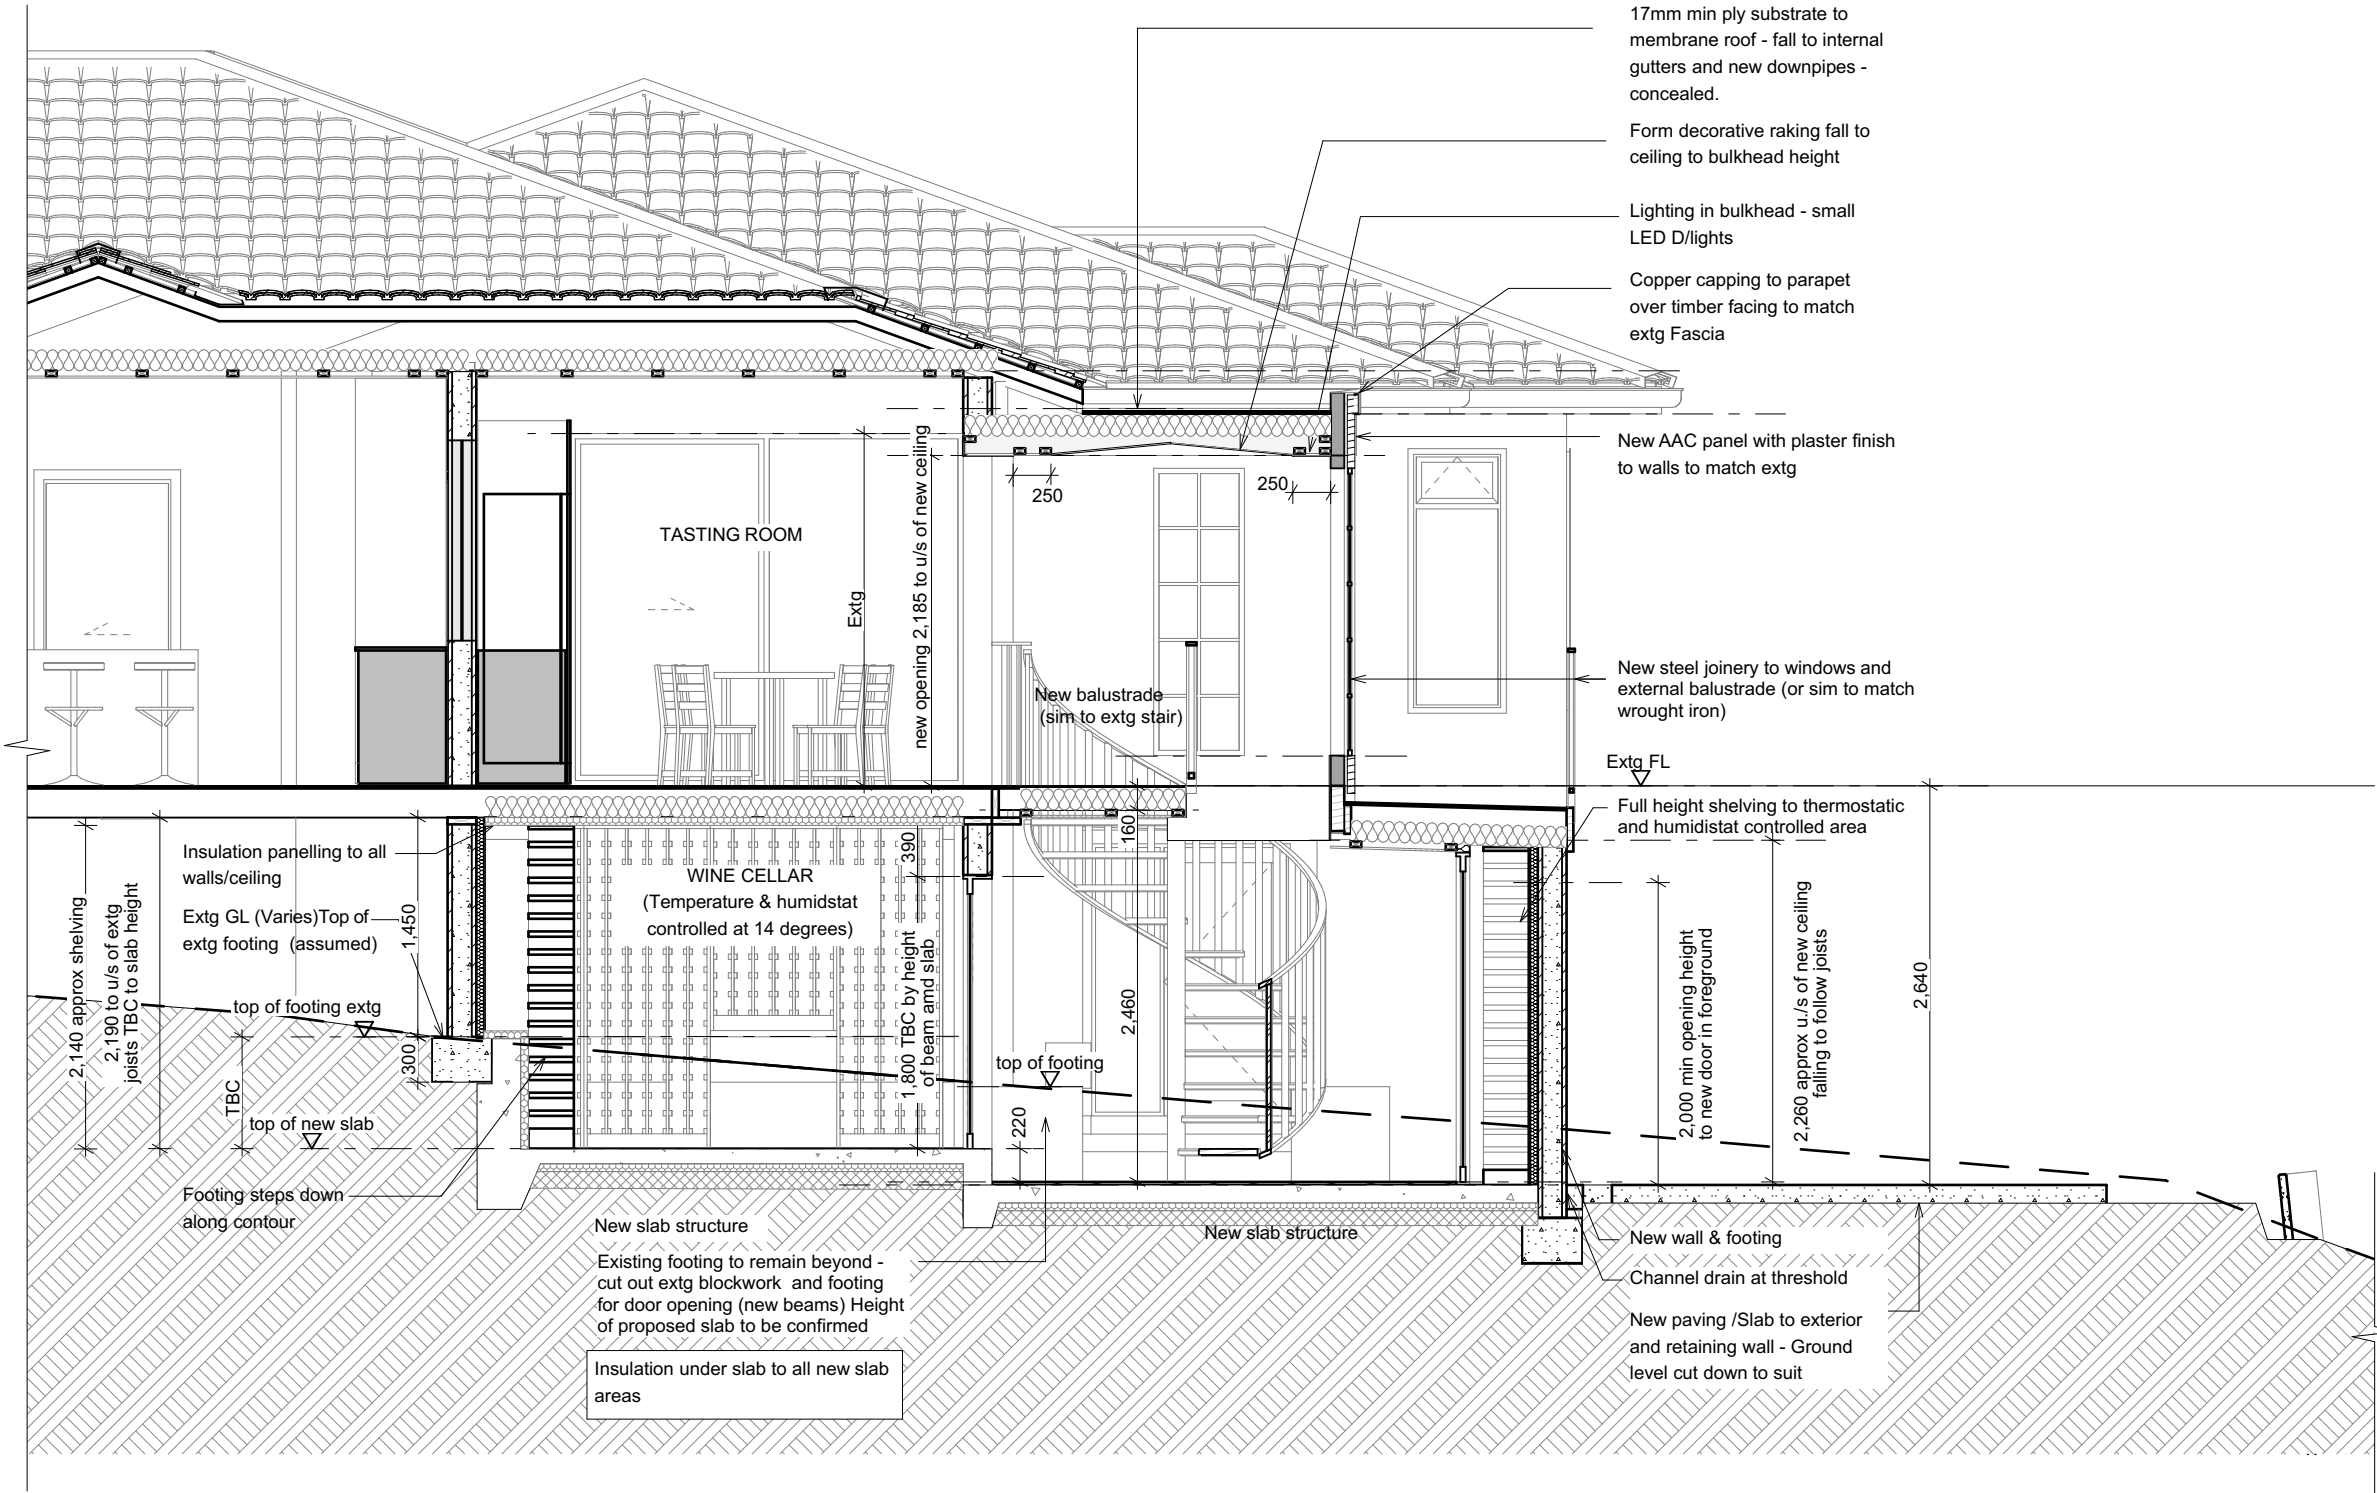 17mm min ply substrate to
membrane roof - fall to internal
gutters and new downpipes -
concealed.
Form decorative raking fall to
ceiling to bulkhead height
Lighting in bulkhead - small
LED D/lights
Copper capping to parapet
over timber facing to match
extg Fascia
New AAC panel with plaster finish
to walls to match extg
250
250
TASTING ROOM
Extg
new opening 2,185 to u/s of new ceiling
New balustrade
(sim to extg stair)
New steel joinery to windows and
external balustrade (or sim to match
wrought iron)
Extg FL
Full height shelving to thermostatic
and humidistat controlled area
Insulation panelling to all
walls/ceiling
Extg GL (Varies)Top of
extg footing (assumed)
2,140 approx shelving
2,190 to u/s of extg
joists TBC to slab height
1,450
300
TBC
top of footing extg
top of new slab
Footing steps down
along contour
WINE CELLAR
(Temperature & humidstat
controlled at 14 degrees)
390
1,800 TBC by height
of beam amd slab
160
2,460
220
top of footing
2,000 min opening height
to new door in foreground
2,260 approx u/.s of new ceiling
falling to follow joists
2,640
New slab structure
New slab structure
Existing footing to remain beyond -
cut out extg blockwork and footing
for door opening (new beams) Height
of proposed slab to be confirmed
Insulation under slab to all new slab
areas
New wall & footing
Channel drain at threshold
New paving /Slab to exterior
and retaining wall - Ground
level cut down to suit